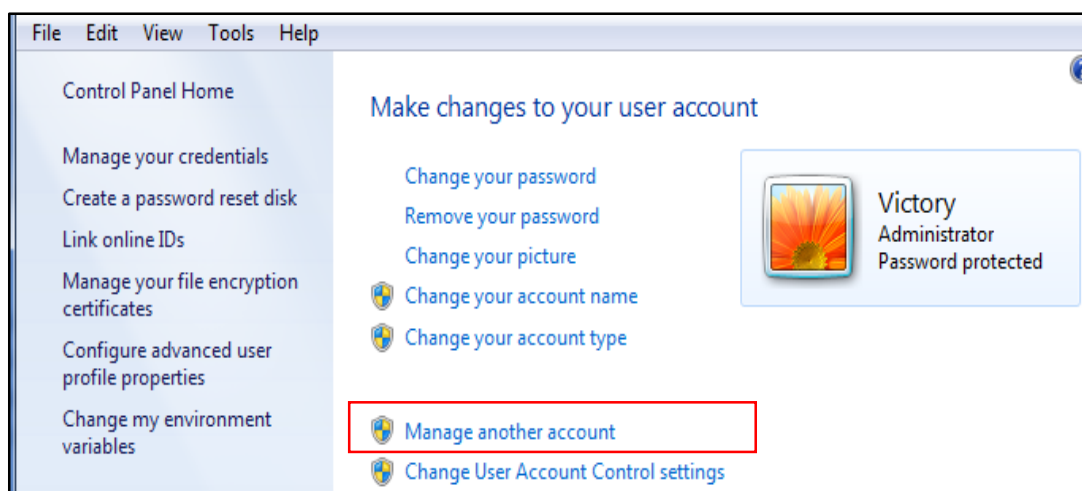 File Edit View Tools Help
Control Panel Home
Manage your credentials
Create a password reset disk
Link online IDs
Manage your file encryption
certificates
Configure advanced user
profile properties
Change my environment
variables
Make changes to your user account
Change your password
Remove your password
Change your picture
Change your account name
Change your account type
Manage another account
Change User Account Control settings
Victory
Administrator
Password protected